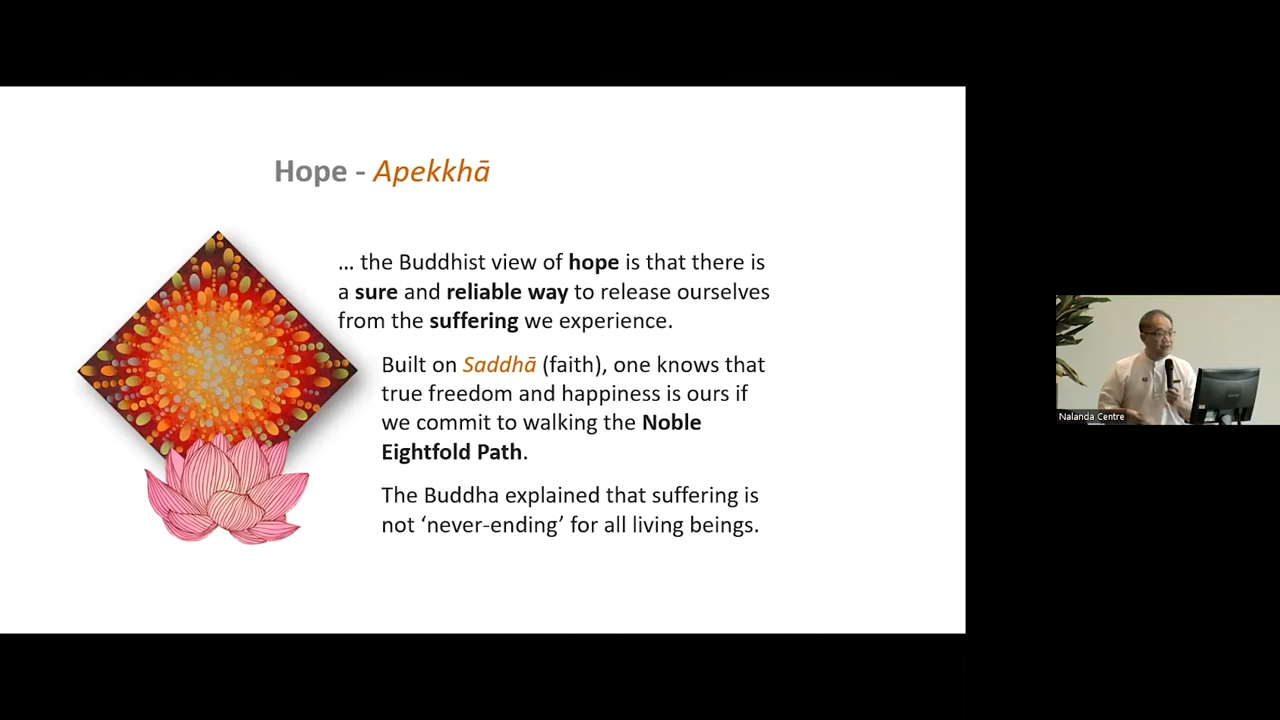 Hope - Apekkhā
… the Buddhist view of hope is that there is
a sure and reliable way to release ourselves
from the suffering we experience.
Built on Saddhā (faith), one knows that
true freedom and happiness is ours if
we commit to walking the Noble
Eightfold Path.
The Buddha explained that suffering is
not ‘never-ending’ for all living beings.
Nalanda Centre